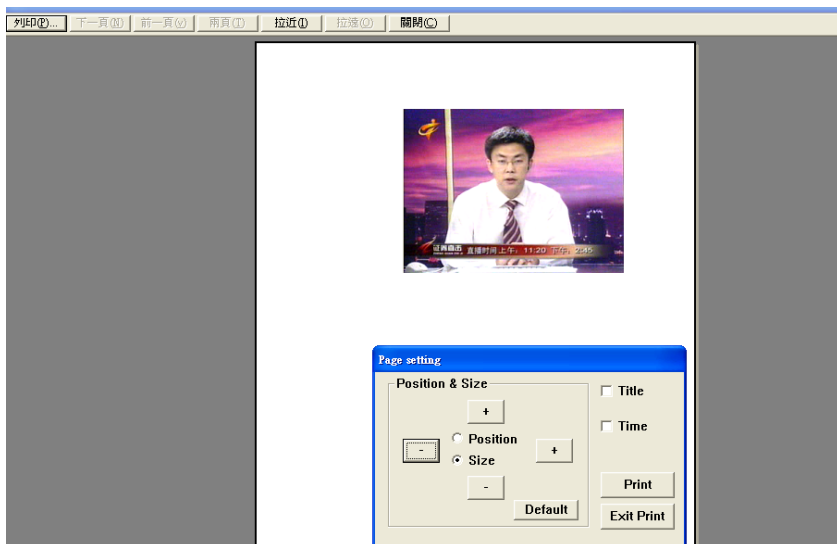 列印(P)... 下一頁(N) 前一頁(V) 兩頁(T) 拉近(I) 拉遠(O) 關閉(C)
直播时间 上午：11:20 下午：2:45
Page setting
Position & Size
Title
+
Time
Position
- +
Size
- Print
Default
Exit Print